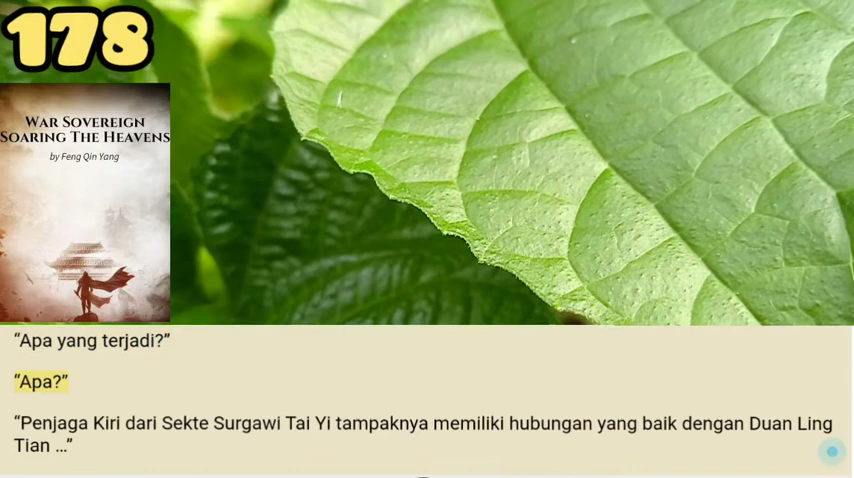 178
WAR SOVEREIGN
SOARING THE HEAVENS
by Feng Qin Yang
“Apa yang terjadi?”
“Apa?”
“Penjaga Kiri dari Sekte Surgawi Tai Yi tampaknya memiliki hubungan yang baik dengan Duan Ling
Tian ...”